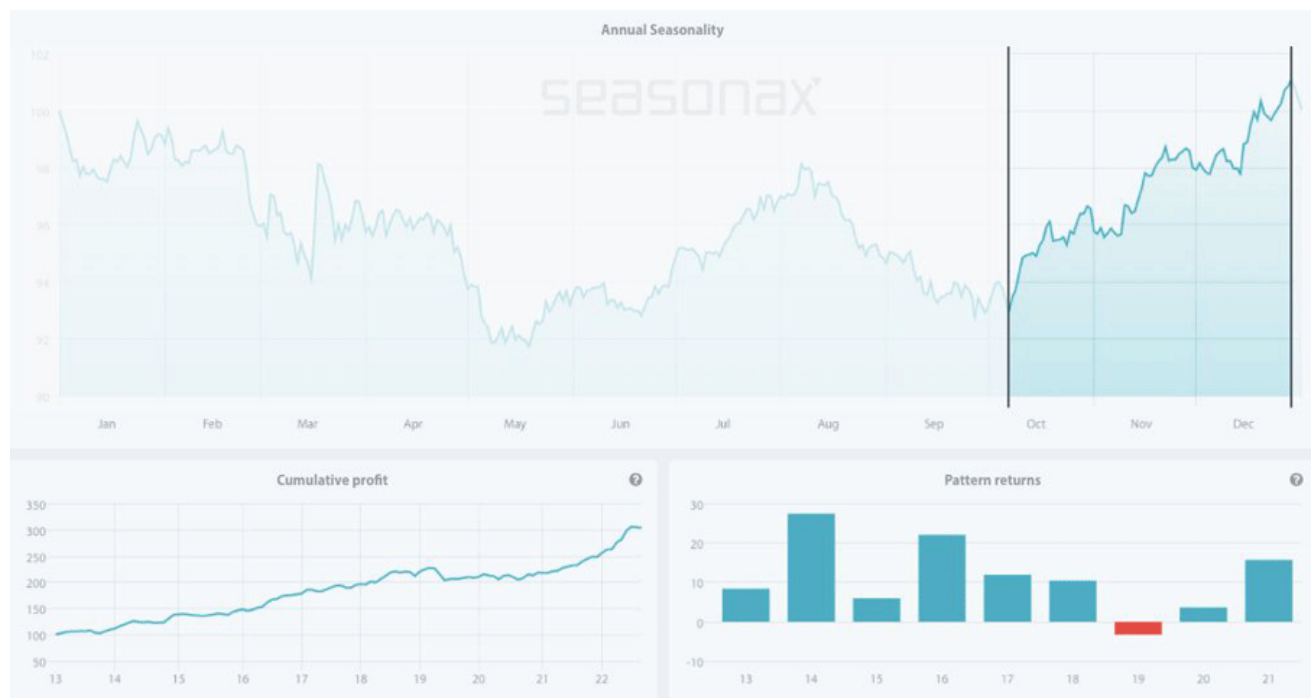 Annual Seasonality
seasonax
102
100
98
96
94
92
90
Jan Feb Mar Apr May Jun Jul Aug Sep Oct Nov Dec
Cumulative profit ?
350
300
250
200
150
100
50
13 14 15 16 17 18 19 20 21 22
Pattern returns ?
30
20
10
0
-10
13 14 15 16 17 18 19 20 21